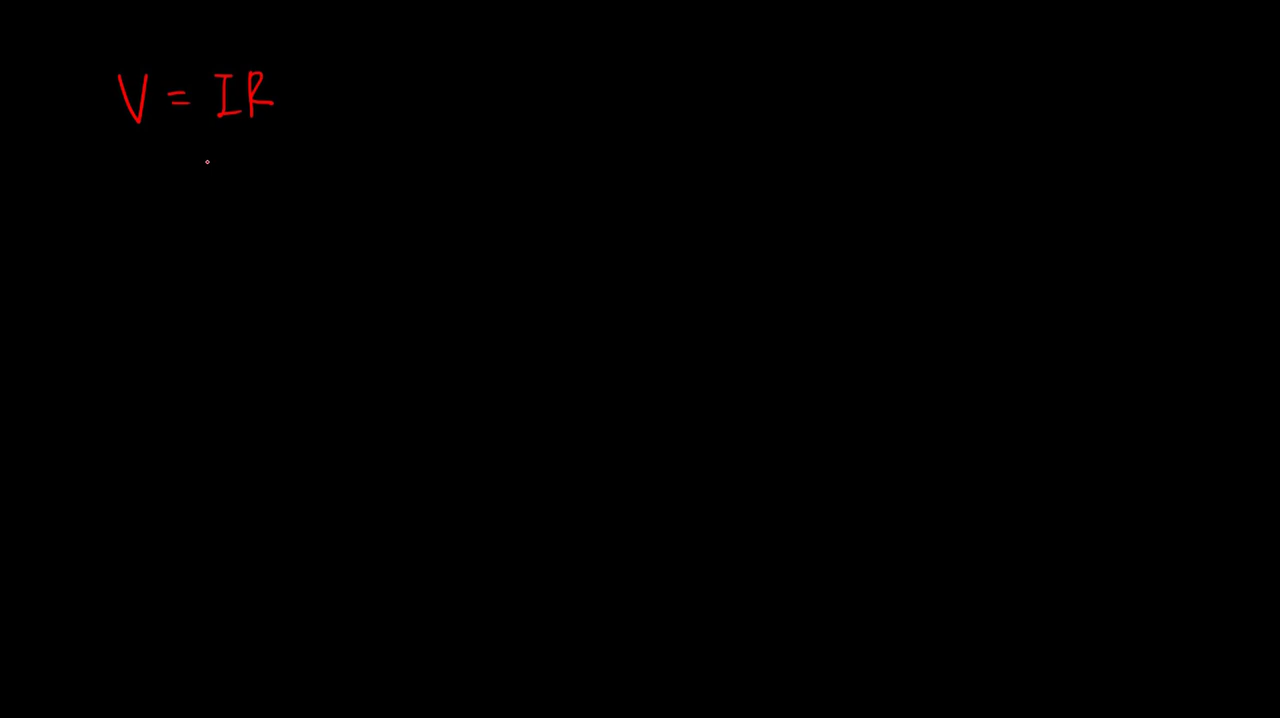 V = IR